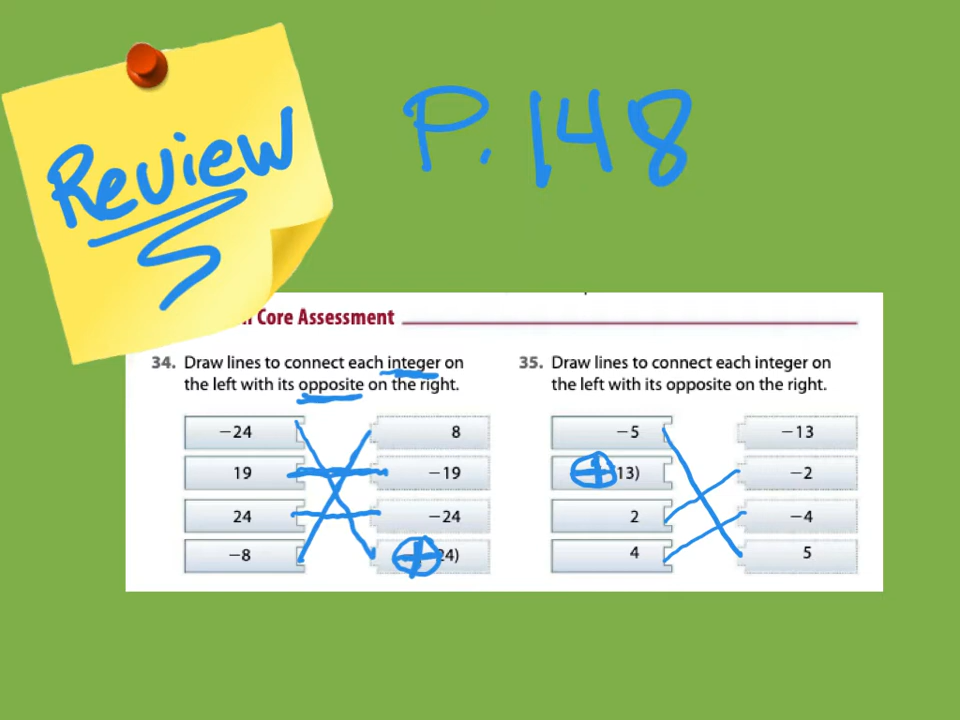 Review
P. 148
Core Assessment
34. Draw lines to connect each integer on
the left with its opposite on the right.
−24
8
19
−19
24
−24
−8
+ 24)
35. Draw lines to connect each integer on
the left with its opposite on the right.
−5
−13
+ 13)
−2
2
−4
4
5